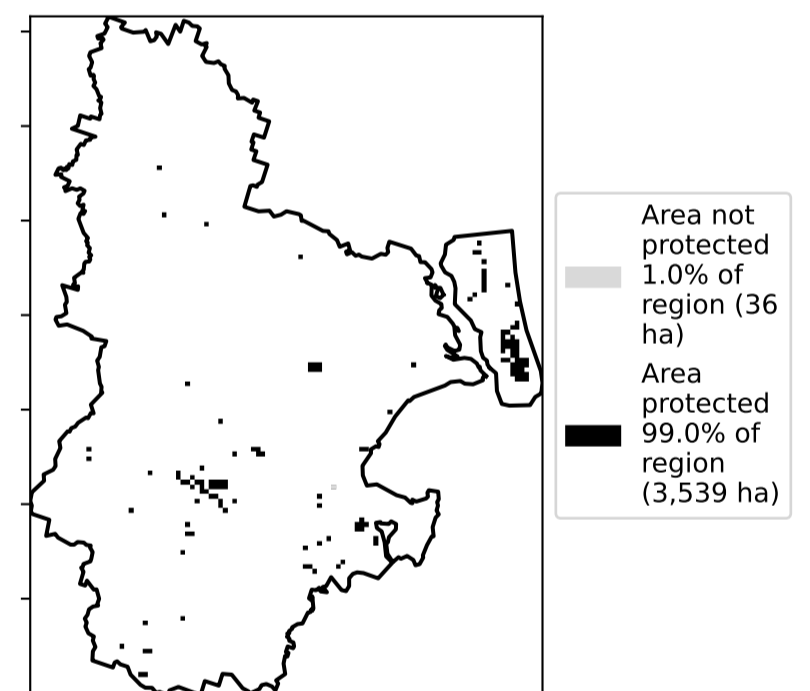 Area not
protected
1.0% of
region (36
ha)
Area
protected
99.0% of
region
(3,539 ha)